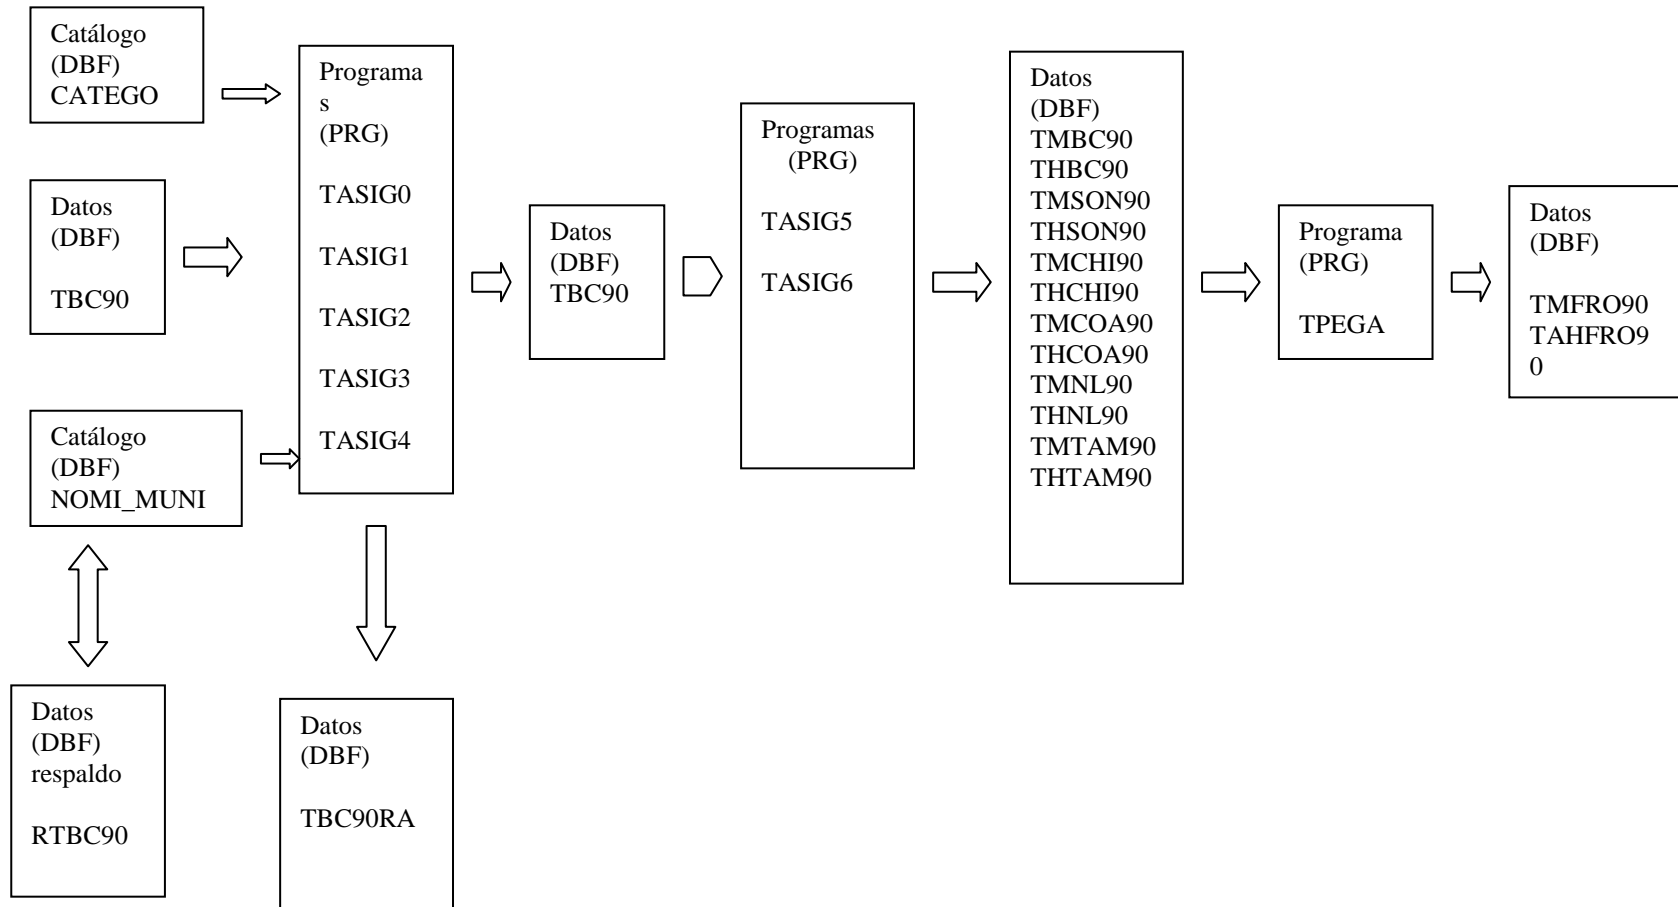 Catálogo
(DBF)
CATEGO
Datos
(DBF)
TBC90
Catálogo
(DBF)
NOMI_MUNI
Datos
(DBF)
respaldo
RTBC90
Programa
s
(PRG)
TASIG0
TASIG1
TASIG2
TASIG3
TASIG4
Datos
(DBF)
TBC90RA
Datos
(DBF)
TBC90
Programas
(PRG)
TASIG5
TASIG6
Datos
(DBF)
TMBC90
THBC90
TMSON90
THSON90
TMCHI90
THCHI90
TMCOA90
THCOA90
TMNL90
THNL90
TMTAM90
THTAM90
Programa
(PRG)
TPEGA
Datos
(DBF)
TMFRO90
TAHFRO9
0